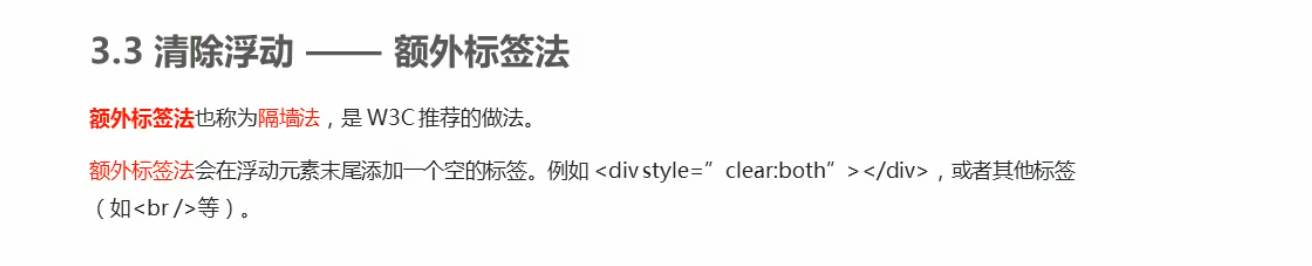 3.3 清除浮动 —— 额外标签法
额外标签法也称为隔墙法，是 W3C 推荐的做法。
额外标签法会在浮动元素末尾添加一个空的标签。例如 <div style=”clear:both”></div>，或者其他标签
（如<br />等）。